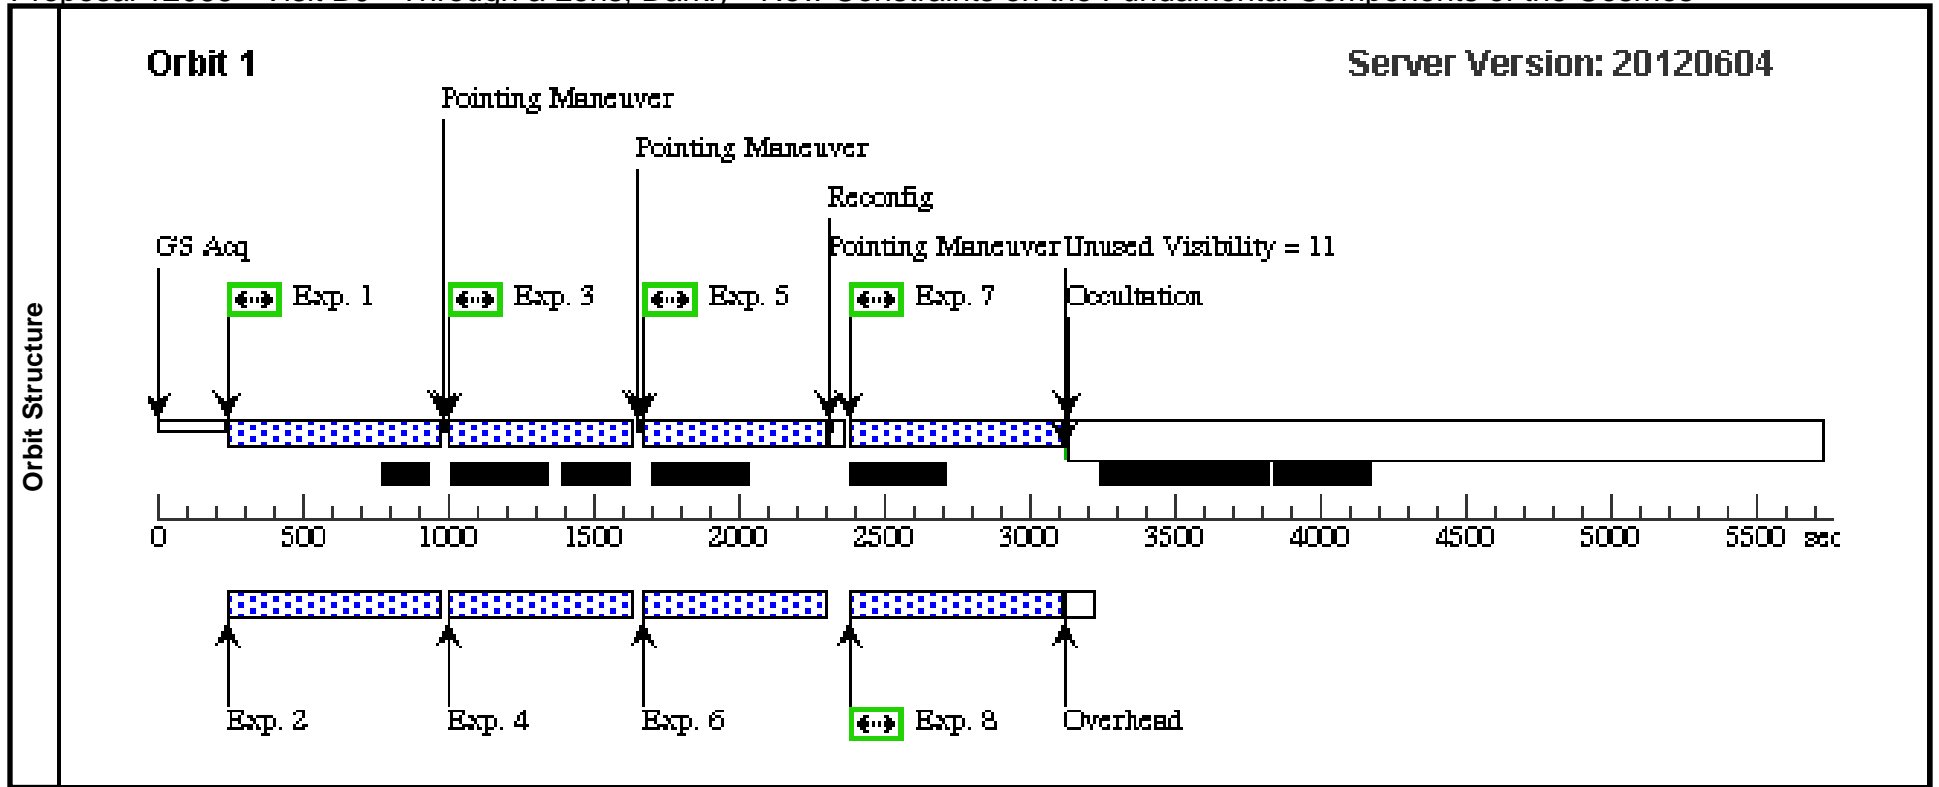 Orbit 1
Server Version: 20120604
Pointing Maneuver
Pointing Maneuver
Reconfig
GS Acq
Pointing Maneuver
Unused Visibility = 11
Exp. 1
Exp. 3
Exp. 5
Exp. 7
Occultation
Orbit Structure
0 500 1000 1500 2000 2500 3000 3500 4000 4500 5000 5500 sec
Exp. 2
Exp. 4
Exp. 6
Exp. 8
Overhead